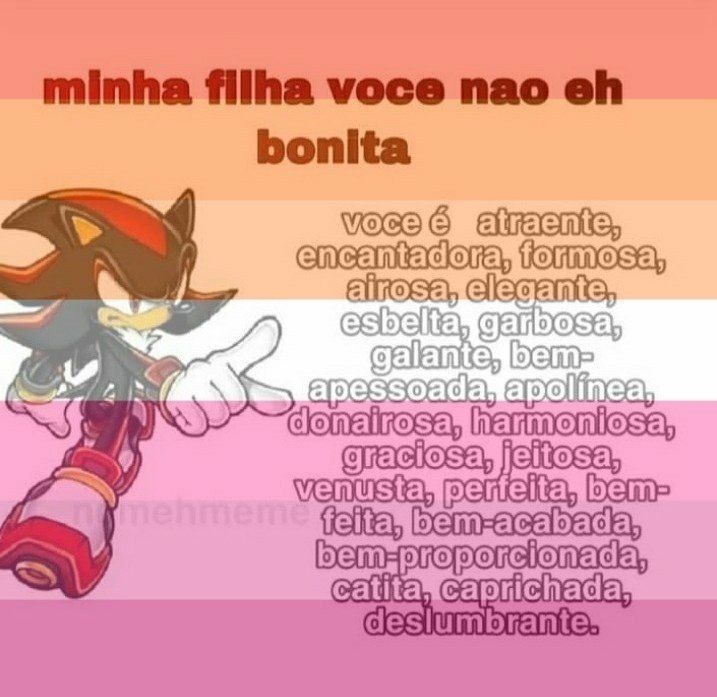 minha filha voce nao eh
bonita
voce é atraente,
encantadora, formosa,
airosa, elegante,
esbelta, garbosa,
galante, bem-
apessoada, apolínea,
donairosa, harmoniosa,
graciosa, jeitosa,
venusta, perfeita, bem-
feita, bem-acabada,
bem-proporcionada,
catita, caprichada,
deslumbrante.